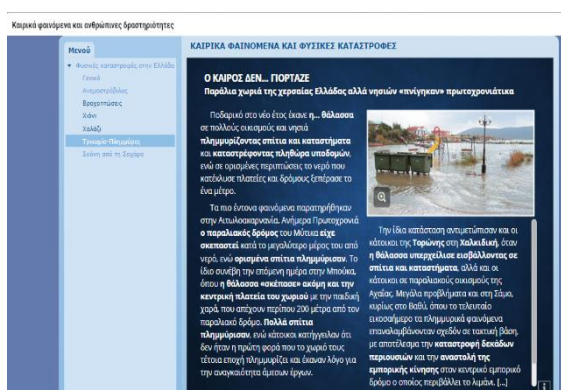 Καιρικά φαινόμενα και ανθρώπινες δραστηριότητες
Μενού
Φυσικές καταστροφές στην Ελλάδα
Γενικά
Ανεμοστρόβιλος
Βροχοπτώσεις
Χιόνι
Χαλάζι
Τρικυμία-Πλημμύρες
Σκόνη από τη Σαχάρα
ΚΑΙΡΙΚΑ ΦΑΙΝΟΜΕΝΑ ΚΑΙ ΦΥΣΙΚΕΣ ΚΑΤΑΣΤΡΟΦΕΣ
Ο ΚΑΙΡΟΣ ΔΕΝ... ΓΙΟΡΤΑΖΕ
Παράλια χωριά της χερσαίας Ελλάδας αλλά νησιών «πνίγηκαν» πρωτοχρονιάτικα
Ποδαρικό στο νέο έτος έκανε η... θάλασσα
σε πολλούς οικισμούς και νησιά
πλημμυρίζοντας σπίτια και καταστήματα
και καταστρέφοντας πληθώρα υποδομών,
ενώ σε ορισμένες περιπτώσεις το νερό που
κατέκλυσε πλατείες και δρόμους ξεπέρασε το
ένα μέτρο.
Τα πιο έντονα φαινόμενα παρατηρήθηκαν
στην Αιτωλοακαρνανία. Ανήμερα Πρωτοχρονιά
ο παραλιακός δρόμος του Μύτικα είχε
σκεπαστεί κατά το μεγαλύτερο μέρος του από
νερό, ενώ ορισμένα σπίτια πλημμύρισαν. Το
ίδιο συνέβη την επόμενη ημέρα στην Μπούκα,
όπου η θάλασσα «σκέπασε» ακόμη και την
κεντρική πλατεία του χωριού με την παιδική
χαρά, που απέχουν περίπου 200 μέτρα από τον
παραλιακό δρόμο. Πολλά σπίτια
πλημμύρισαν, ενώ κάτοικοι κατήγγειλαν ότι
δεν ήταν η πρώτη φορά που το χωριό τους
τέτοια εποχή πλημμυρίζει και έκαναν λόγο για
την αναγκαιότητα άμεσων έργων.
Την ίδια κατάσταση αντιμετώπισαν και οι
κάτοικοι της Τορώνης στη Χαλκιδική, όταν
η θάλασσα υπερχείλισε εισβάλλοντας σε
σπίτια και καταστήματα, αλλά και οι
κάτοικοι σε παραλιακούς οικισμούς της
Αχαΐας. Μεγάλα προβλήματα και στη Σάμο,
κυρίως στο Βαθύ, όπου το τελευταίο
εικοσαήμερο τα πλημμυρικά φαινόμενα
επαναλαμβάνονταν σχεδόν σε τακτική βάση,
με αποτέλεσμα την καταστροφή δεκάδων
περιουσιών και την αναστολή της
εμπορικής κίνησης στον κεντρικό εμπορικό
δρόμο ο οποίος περιβάλλει το λιμάνι. [...]